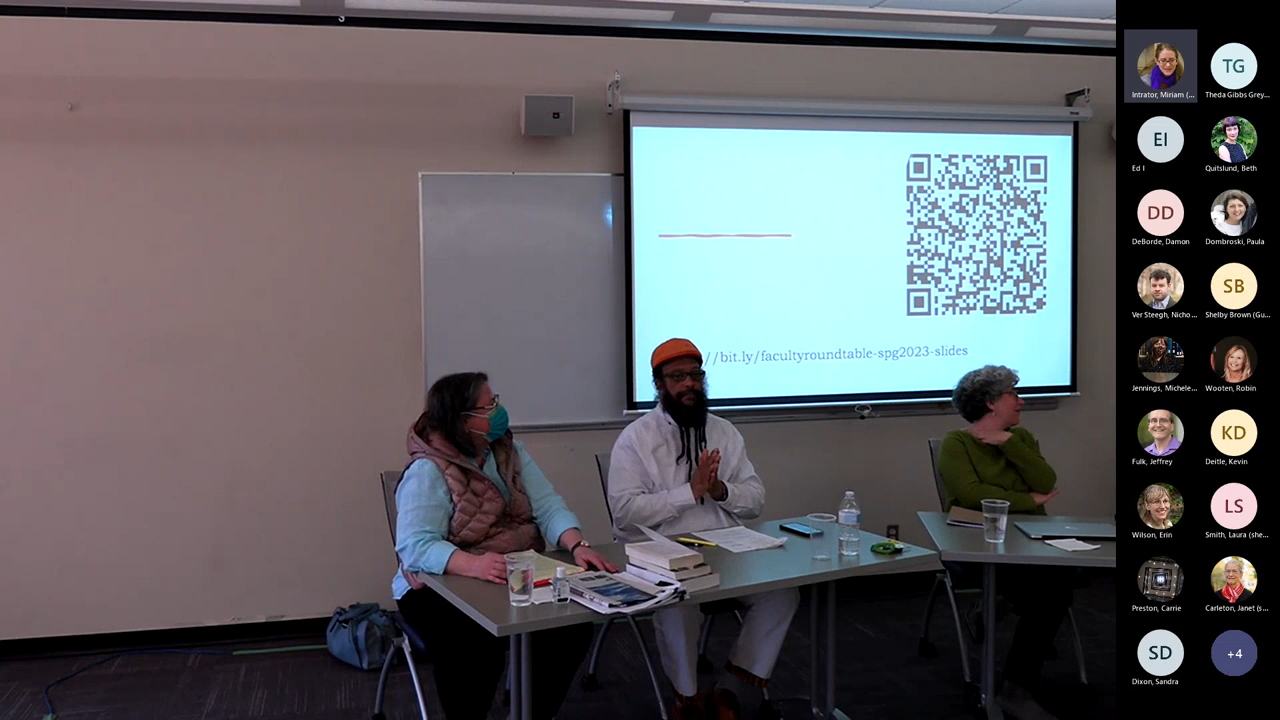 //bit.ly/facultyroundtable-spg2023-slides
Intrator, Miriam (...
TG
Theda Gibbs Grey...
EI
Ed I
Quitslund, Beth
DD
DeBorde, Damon
Dombroski, Paula
Ver Steegh, Nicho...
SB
Shelby Brown (Gu...
Jennings, Michele...
Wooten, Robin
Fulk, Jeffrey
KD
Deitle, Kevin
Wilson, Erin
LS
Smith, Laura (she...
Preston, Carrie
Carleton, Janet (s...
SD
Dixon, Sandra
+4